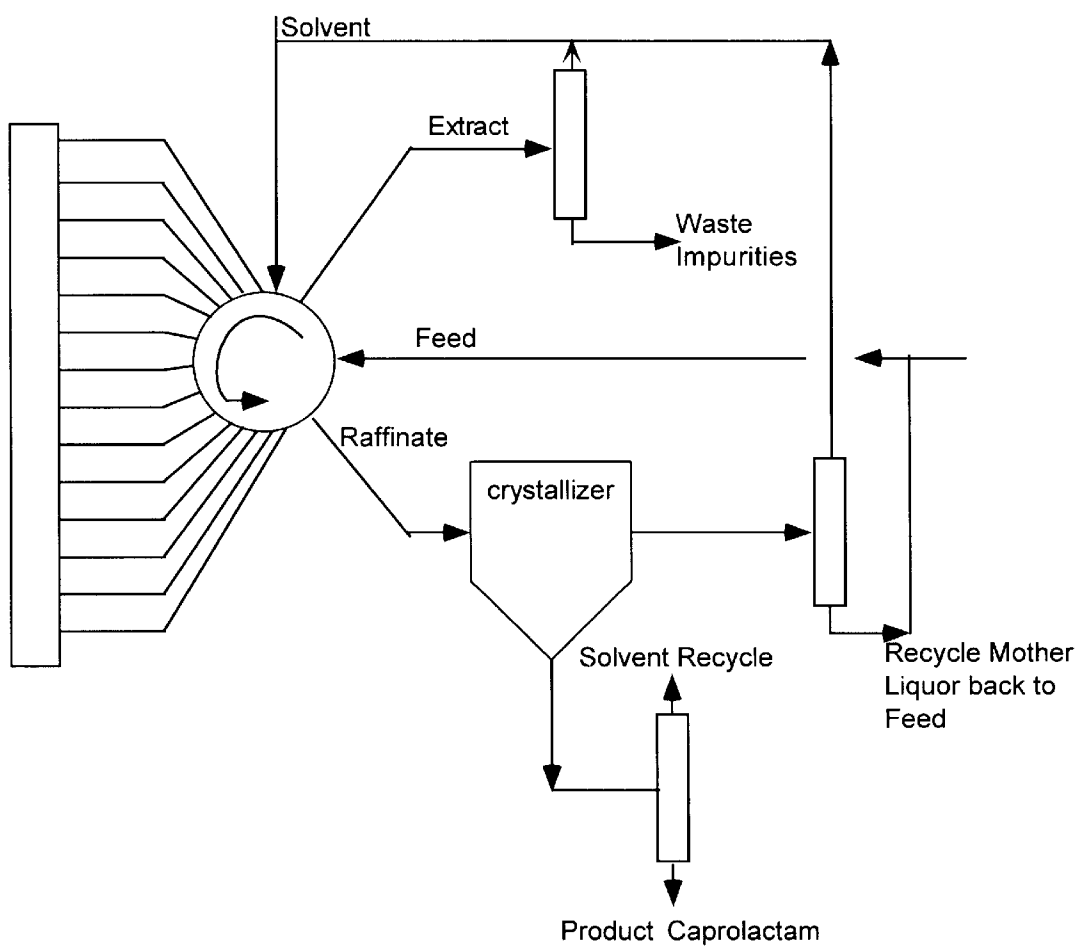 Solvent
Extract
Waste
Impurities
Feed
Raffinate
crystallizer
Solvent Recycle
Recycle Mother
Liquor back to
Feed
Product Caprolactam